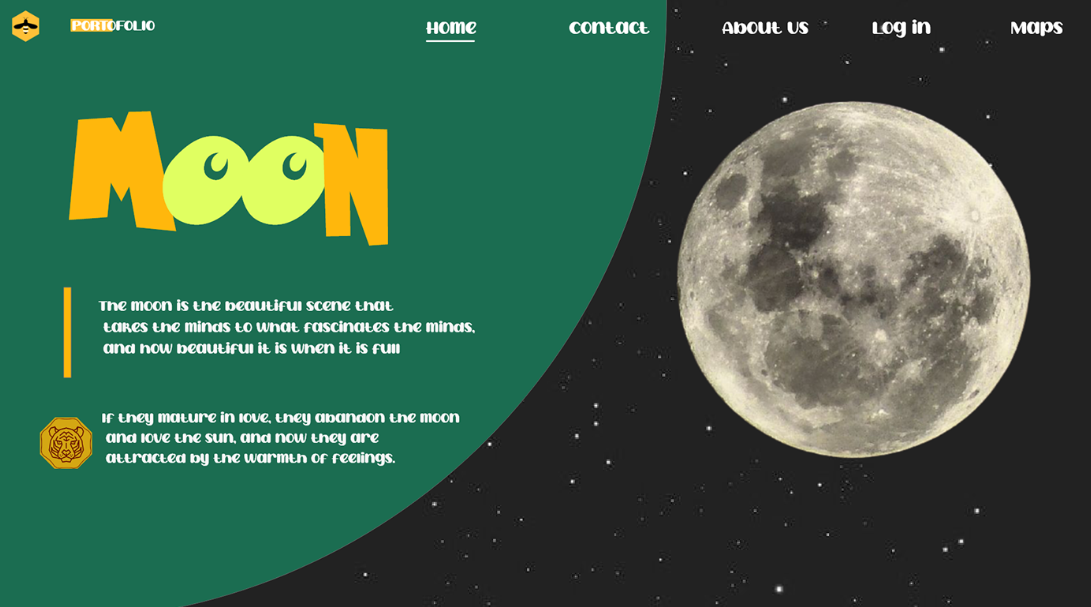 PORTOFOLIO
Home
Contact
About Us
Log in
Maps
MOON
The moon is the beautiful scene that
takes the minds to what fascinates the minds,
and how beautiful it is when it is full
If they mature in love, they abandon the moon
and love the sun, and now they are
attracted by the warmth of feelings.